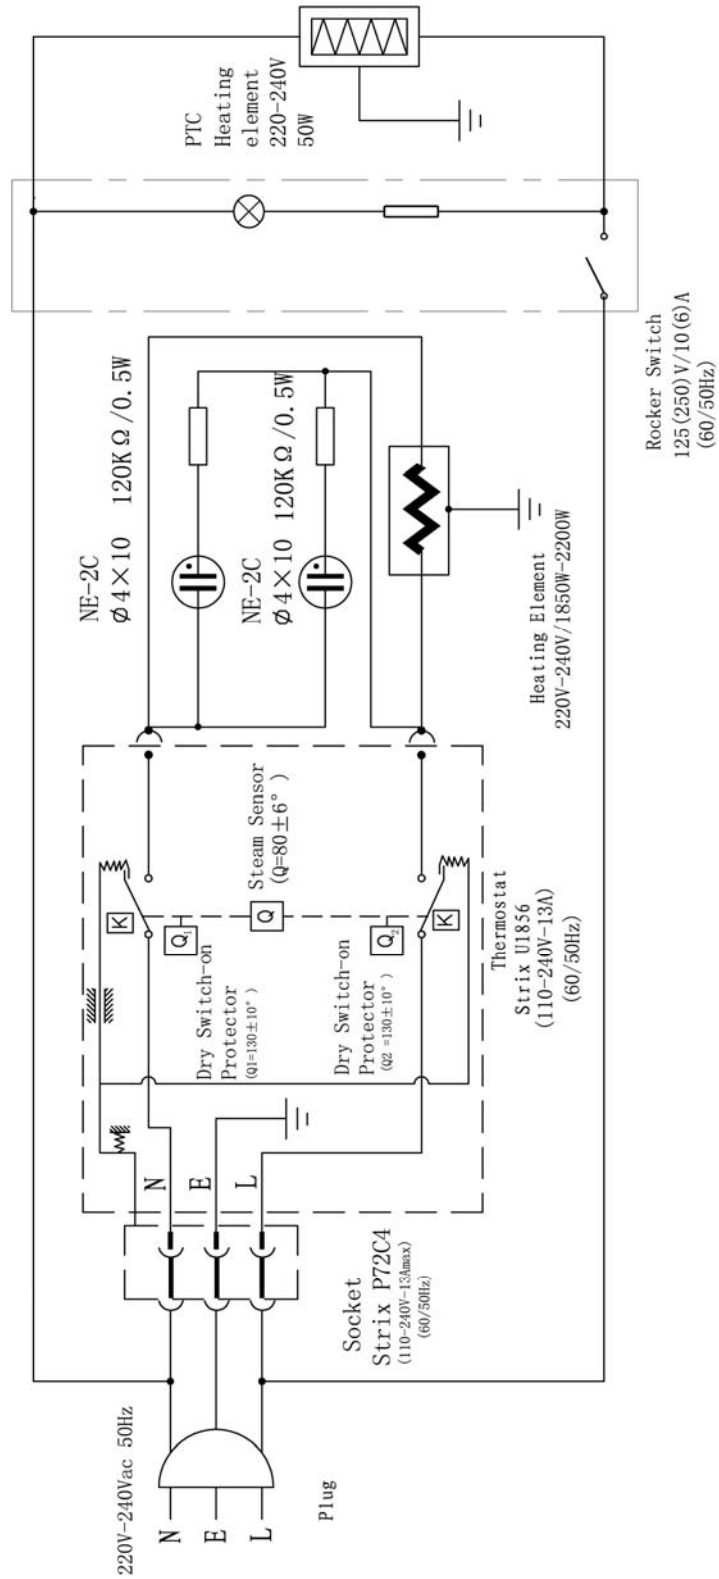 220V-240Vac 50Hz
N
E
L
Plug
Socket
Strix P72C4
(110-240V-13Amax)
(60/50Hz)
N
E
L
K
Q₁
Dry Switch-on
Protector
(Q1=130±10°)
Q
Steam Sensor
(Q=80±6°)
Q₂
K
Dry Switch-on
Protector
(Q2 =130±10°)
Thermostat
Strix U1856
(110-240V-13A)
(60/50Hz)
NE-2C
ϕ4×10 120KΩ/0.5W
NE-2C
ϕ4×10 120KΩ/0.5W
Heating Element
220V-240V/1850W-2200W
Rocker Switch
125(250)V/10(6)A
(60/50Hz)
PTC
Heating
element
220-240V
50W